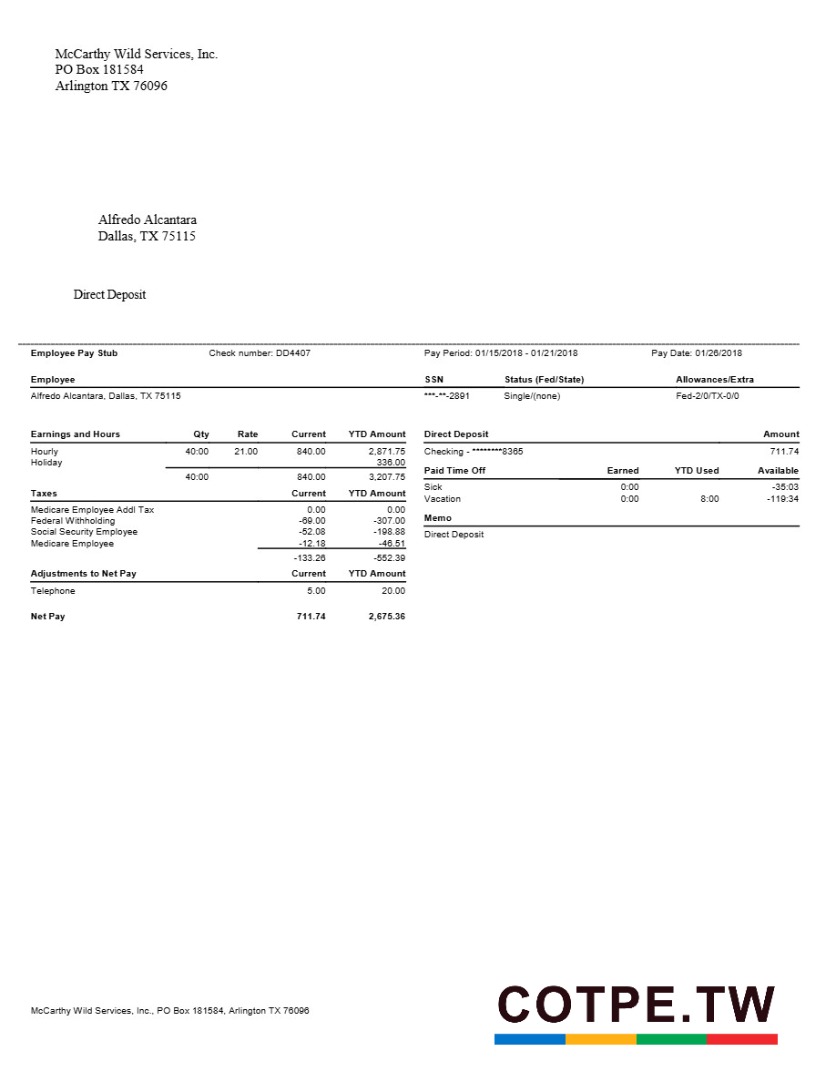 McCarthy Wild Services, Inc.
PO Box 181584
Arlington TX 76096
Alfredo Alcantara
Dallas, TX 75115
Direct Deposit
Employee Pay Stub Check number: DD4407 Pay Period: 01/15/2018 - 01/21/2018 Pay Date: 01/26/2018
Employee SSN Status (Fed/State) Allowances/Extra
Alfredo Alcantara, Dallas, TX 75115 ***-**-2891 Single/(none) Fed-2/0/TX-0/0
Earnings and Hours Qty Rate Current YTD Amount
Hourly 40:00 21.00 840.00 2,871.75
Holiday 336.00
40:00 840.00 3,207.75
Taxes Current YTD Amount
Medicare Employee Addl Tax 0.00 0.00
Federal Withholding -69.00 -307.00
Social Security Employee -52.08 -198.88
Medicare Employee -12.18 -46.51
-133.26 -552.39
Adjustments to Net Pay Current YTD Amount
Telephone 5.00 20.00
Net Pay 711.74 2,675.36
Direct Deposit Amount
Checking - ********8365 711.74
Paid Time Off Earned YTD Used Available
Sick 0:00 -35:03
Vacation 0:00 8:00 -119:34
Memo
Direct Deposit
McCarthy Wild Services, Inc., PO Box 181584, Arlington TX 76096
COTPE.TW